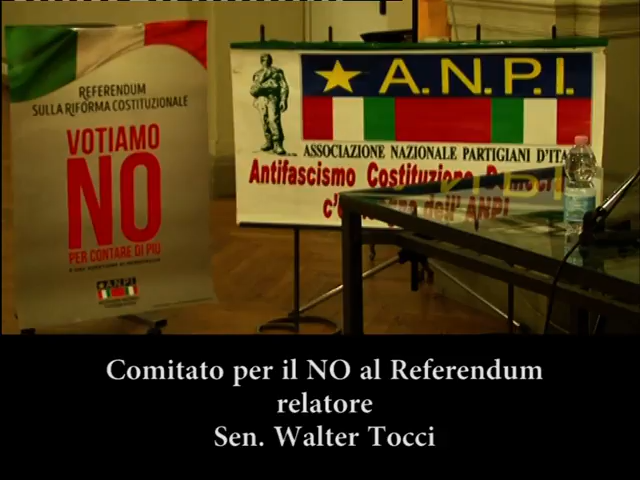 REFERENDUM
SULLA RIFORMA COSTITUZIONALE
VOTIAMO
NO
PER CONTARE DI PIÙ
A.N.P.I.
A.N.P.I.
ASSOCIAZIONE NAZIONALE PARTIGIANI D'ITA
Antifascismo Costituzione
dell' ANPI
Comitato per il NO al Referendum
relatore
Sen. Walter Tocci